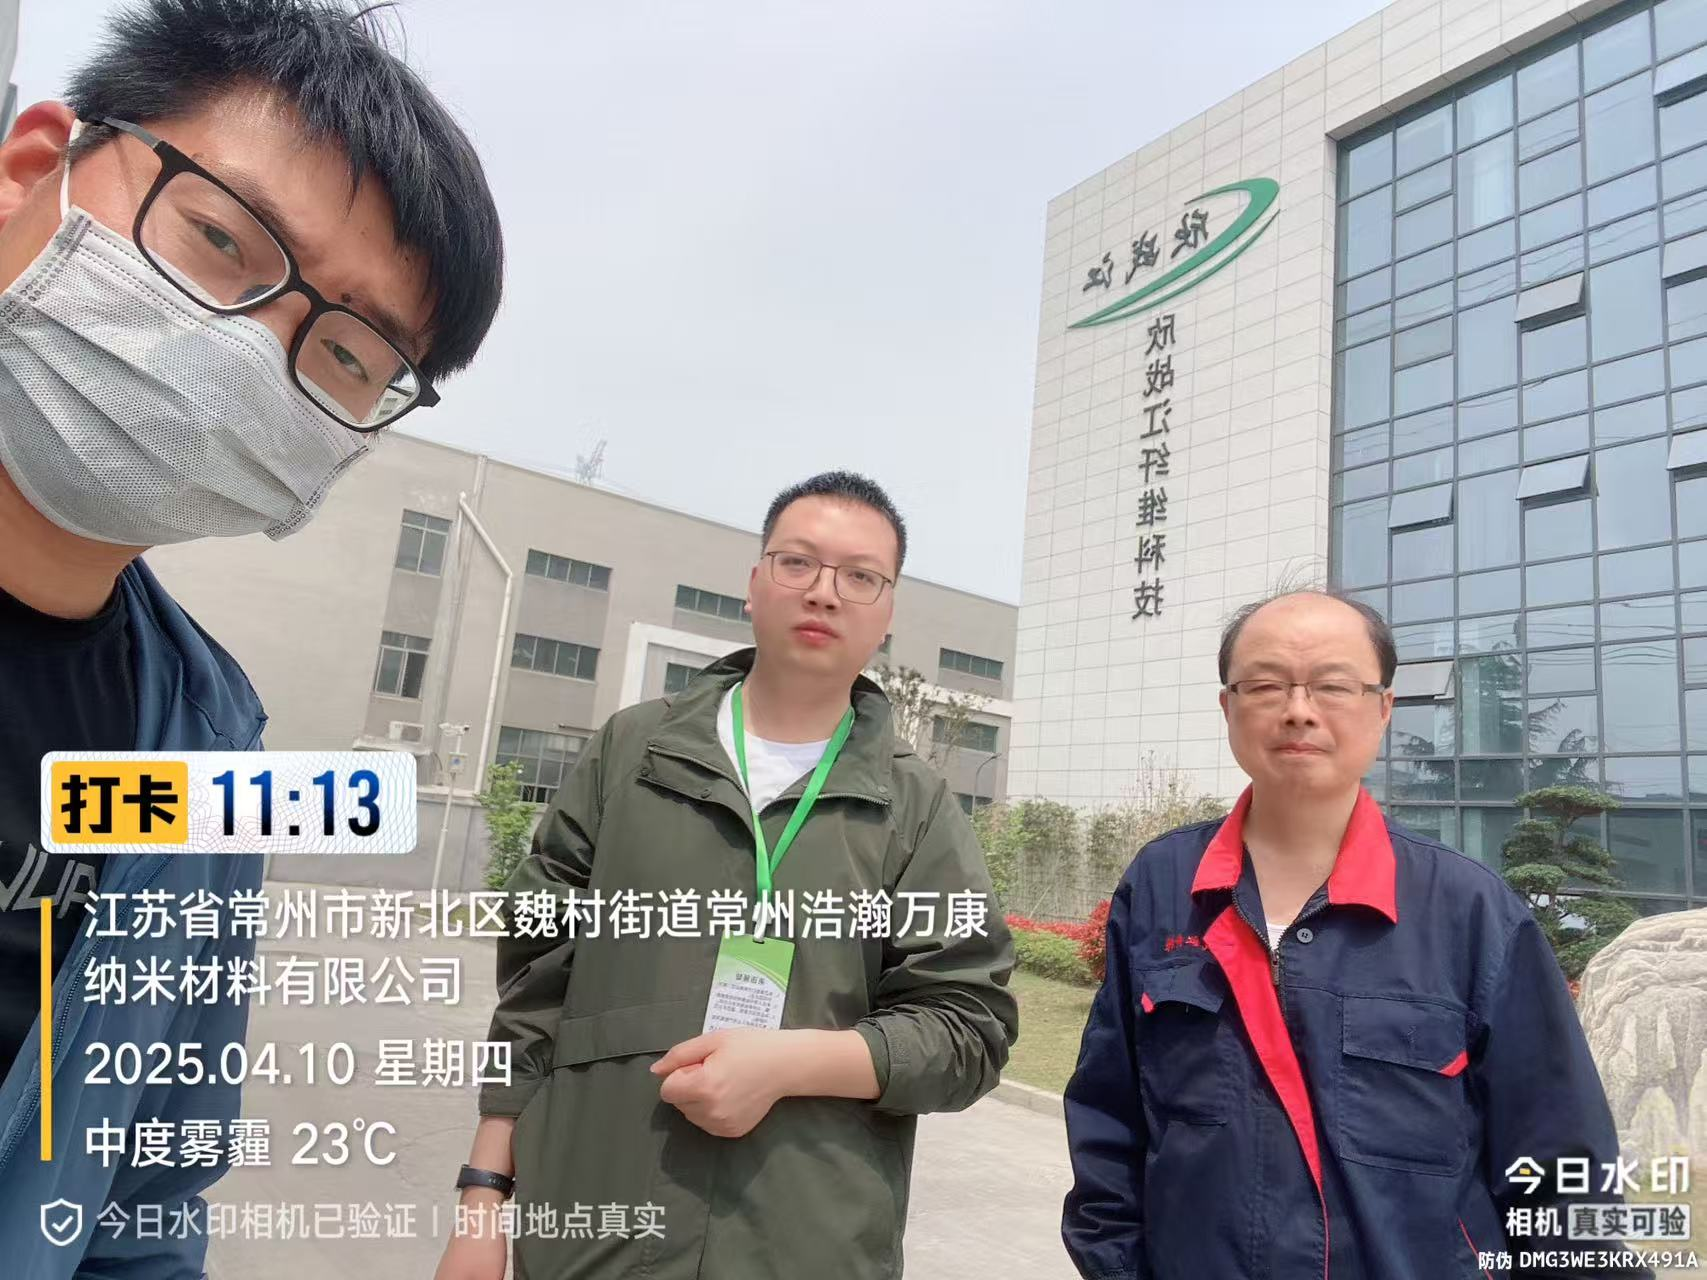 欣战江
欣战江纤维科技
打卡 11:13
江苏省常州市新北区魏村街道常州浩瀚万康
纳米材料有限公司
2025.04.10 星期四
中度雾霾 23℃
今日水印相机已验证 | 时间地点真实
今日水印
相机 真实可验
防伪 DMG3WE3KRX491A